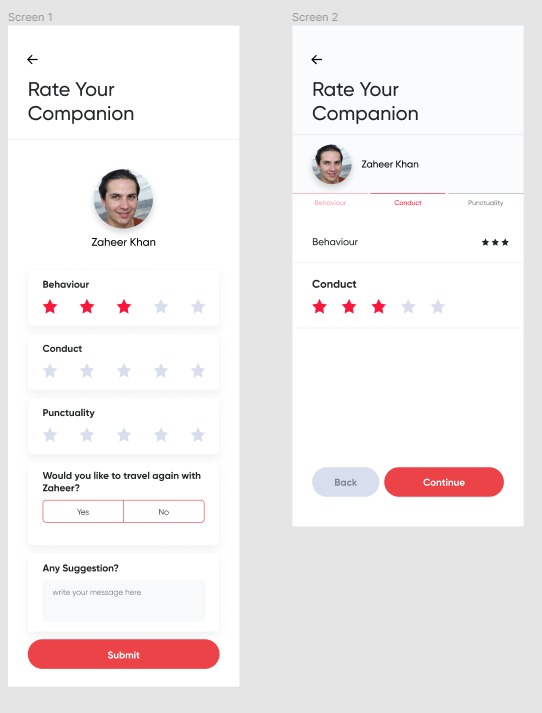 Screen 1
Rate Your
Companion
Zaheer Khan
Behaviour
Conduct
Punctuality
Would you like to travel again with
Zaheer?
Yes No
Any Suggestion?
write your message here
Submit
Screen 2
Rate Your
Companion
Zaheer Khan
Behaviour Conduct Punctuality
Behaviour
Conduct
Back Continue